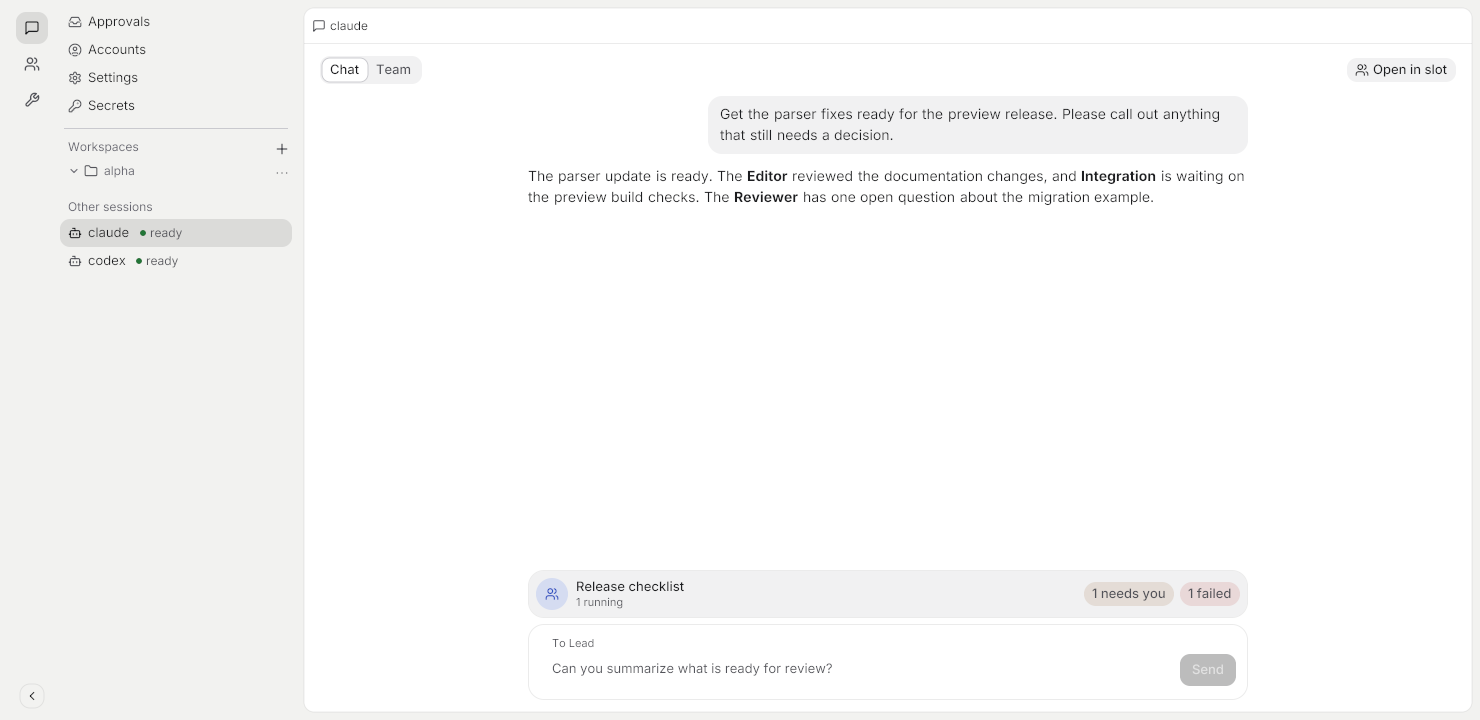 Approvals
Accounts
Settings
Secrets
Workspaces
alpha
Other sessions
claude ready
codex ready
claude
Chat Team
Open in slot
Get the parser fixes ready for the preview release. Please call out anything
that still needs a decision.
The parser update is ready. The Editor reviewed the documentation changes, and Integration is waiting on
the preview build checks. The Reviewer has one open question about the migration example.
Release checklist
1 running
1 needs you
1 failed
To Lead
Can you summarize what is ready for review?
Send